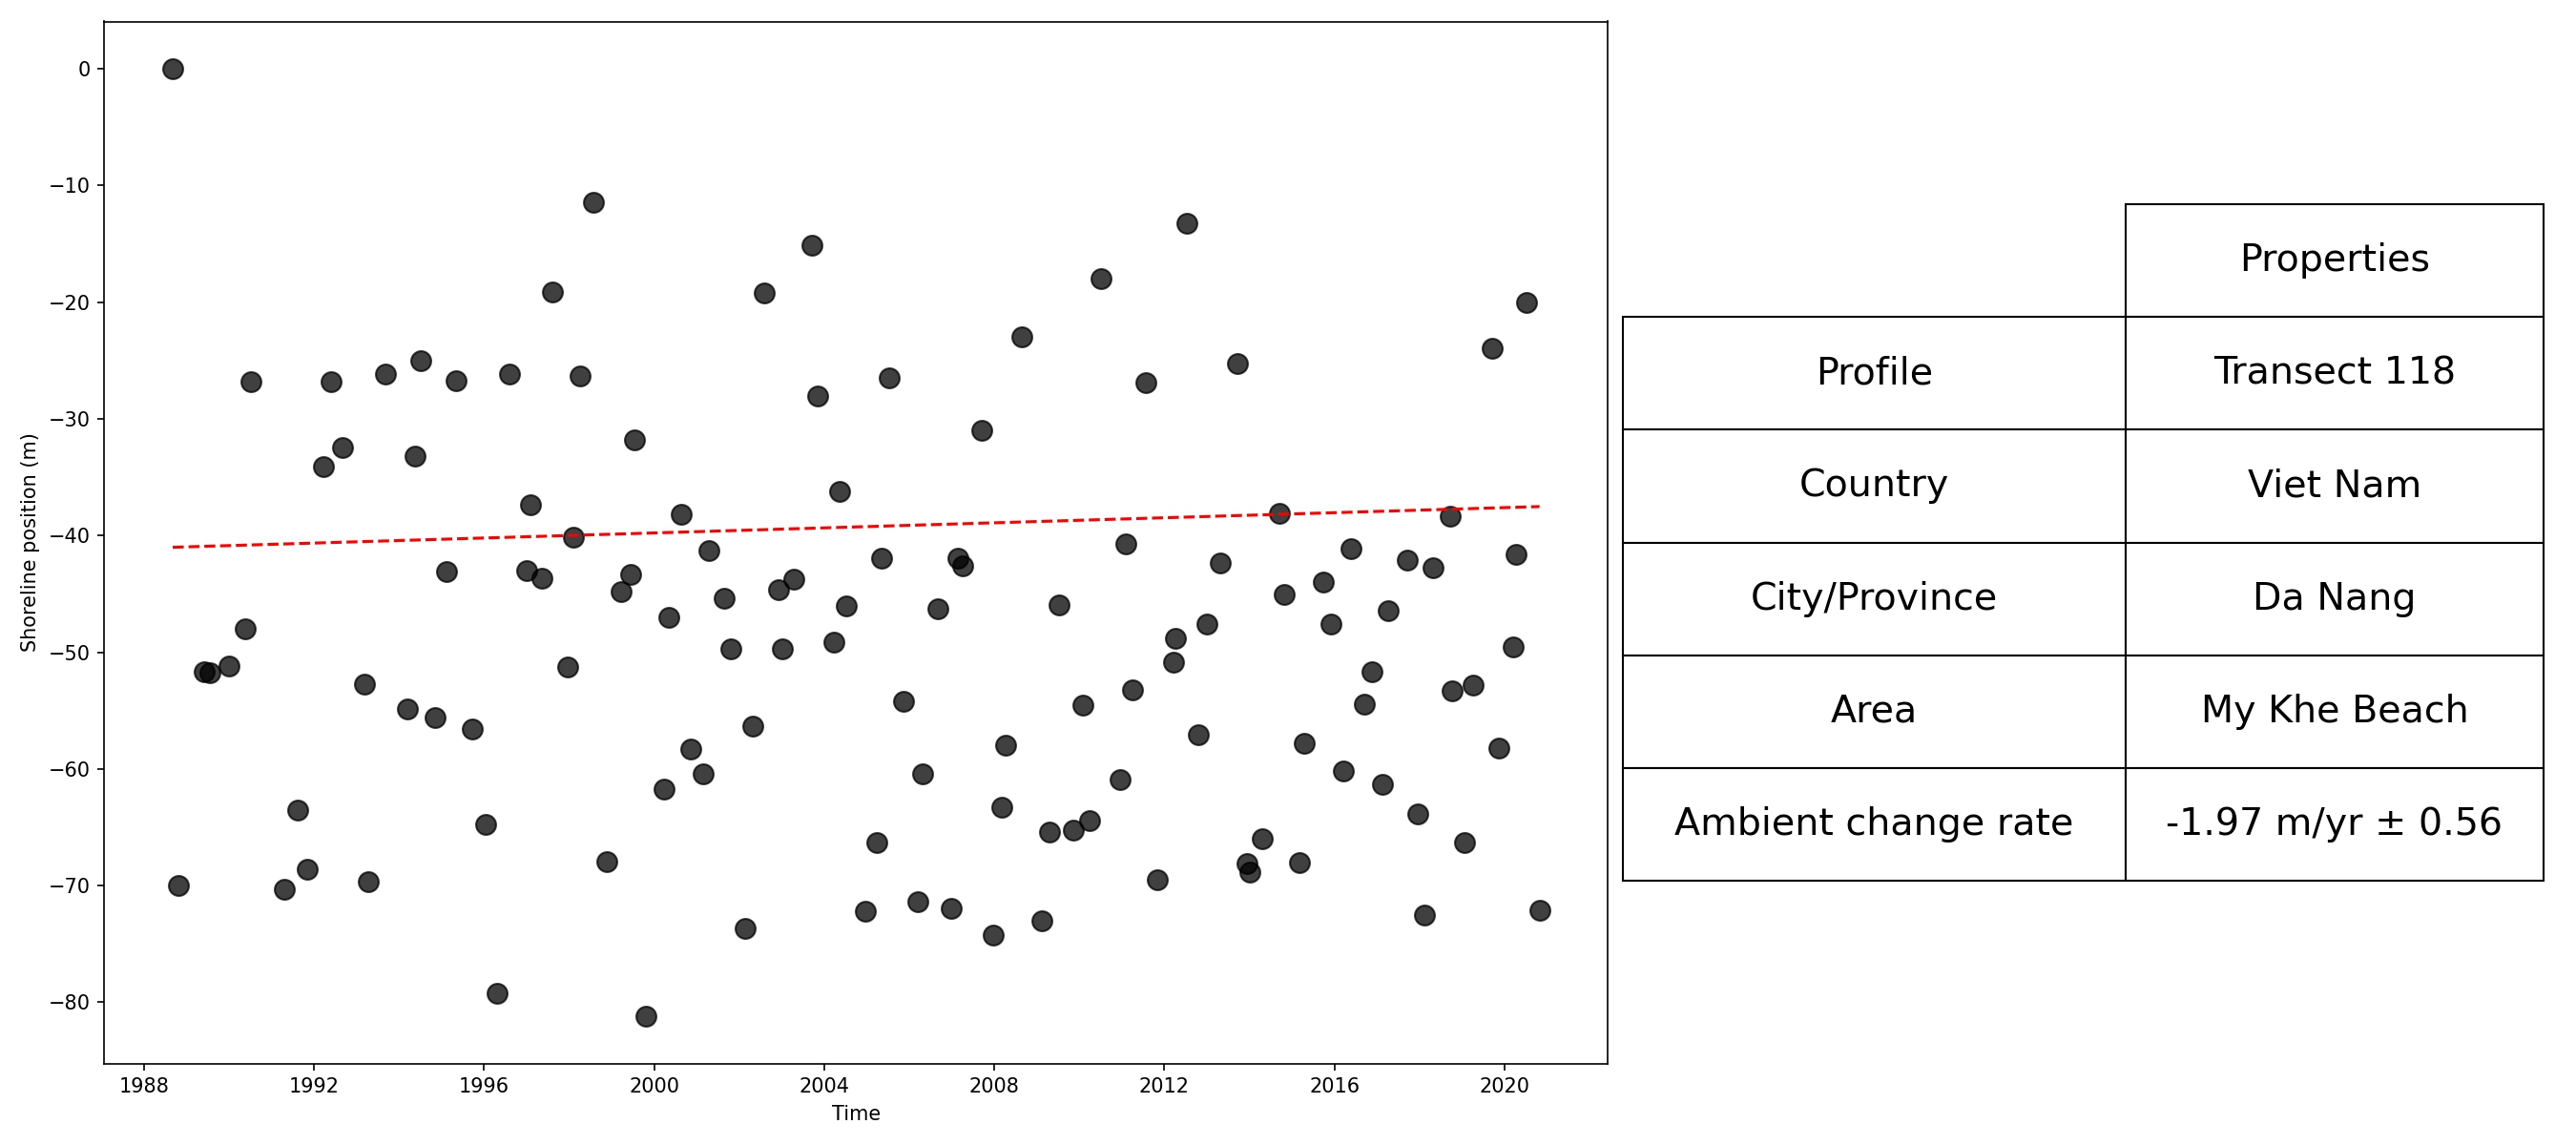 0
−10
−20
−30
−40
−50
−60
−70
−80
Shoreline position (m)
1988 1992 1996 2000 2004 2008 2012 2016 2020
Time
Properties
Profile Transect 118
Country Viet Nam
City/Province Da Nang
Area My Khe Beach
Ambient change rate -1.97 m/yr ± 0.56